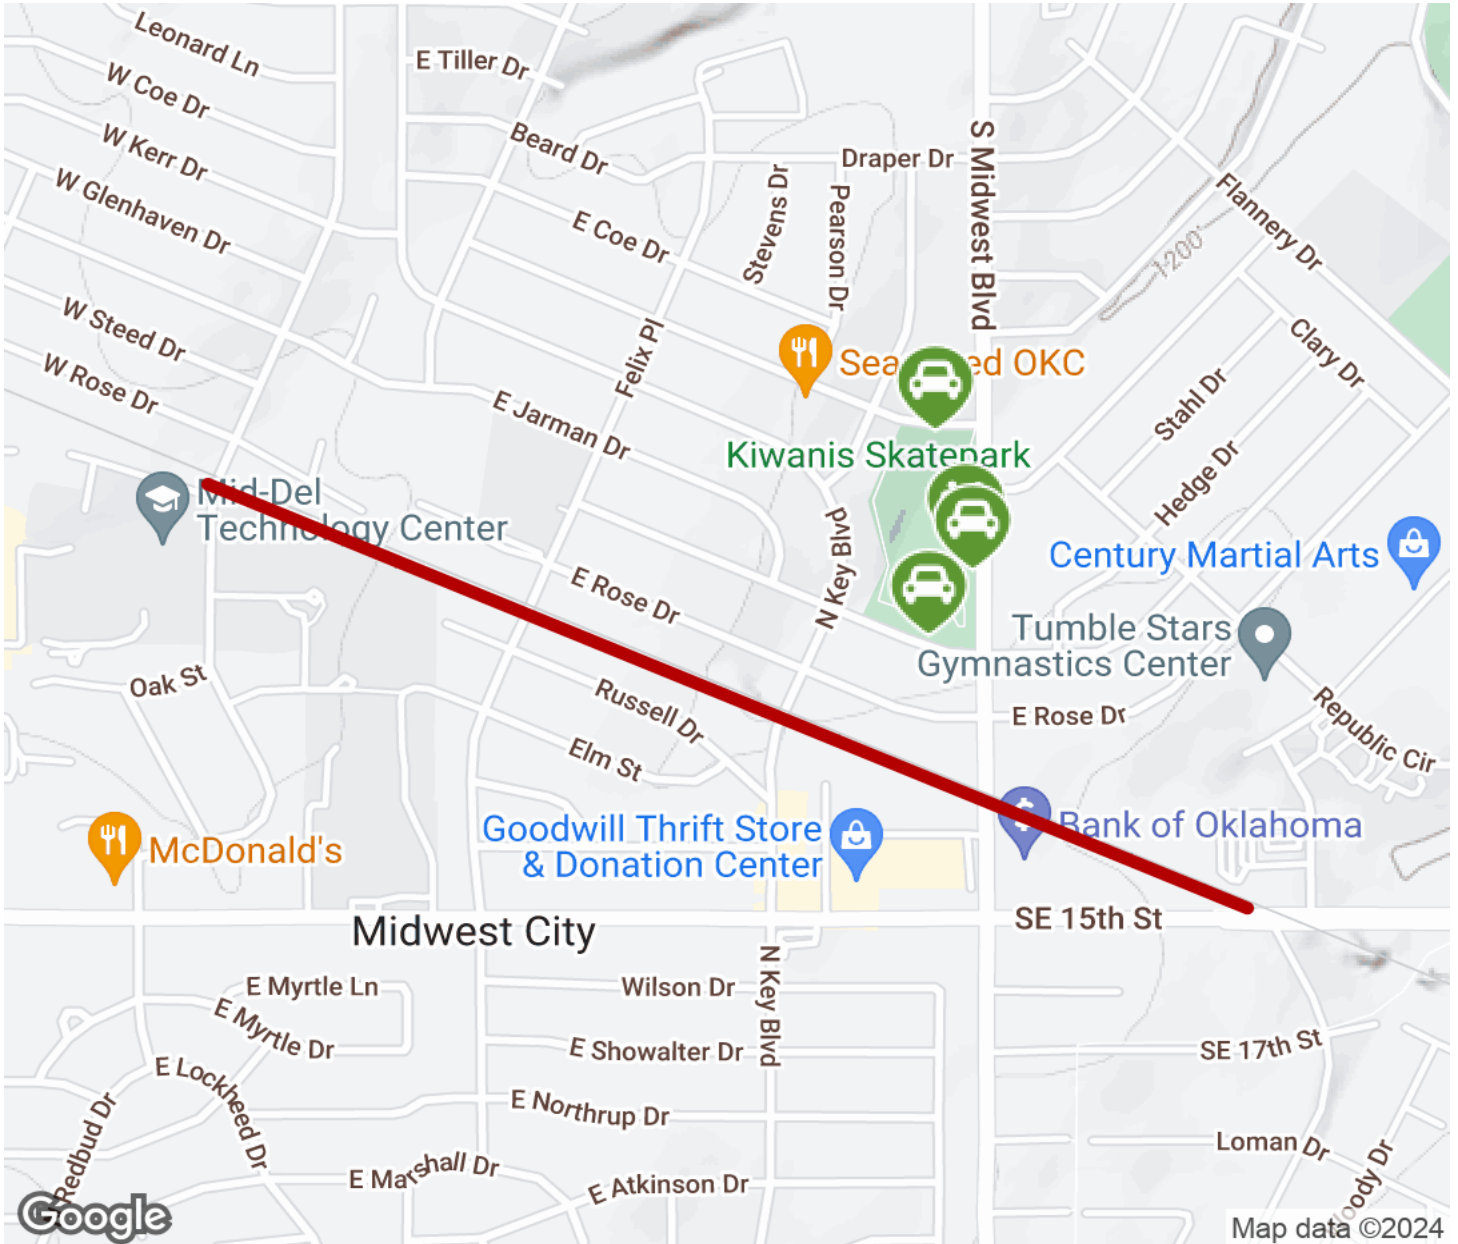 Leonard Ln
E Tiller Dr
W Coe Dr
W Kerr Dr
Beard Dr
Draper Dr
S Midwest Blvd
W Glenhaven Dr
Stevens Dr
Pearson Dr
Flannery Dr
E Coe Dr
1200'
W Steed Dr
Felix Pl
Clary Dr
W Rose Dr
OKC
Stahl Dr
E Jarman Dr
Kiwanis Skatepark
Hedge Dr
Mid-Del
Technology Center
N Key Blvd
Century Martial Arts
E Rose Dr
Tumble Stars
Gymnastics Center
Oak St
Russell Dr
E Rose Dr
Republic Cir
Elm St
McDonald's
Goodwill Thrift Store
& Donation Center
$
Bank of Oklahoma
Midwest City
SE 15th St
E Myrtle Ln
Wilson Dr
N Key Blvd
E Myrtle Dr
E Showalter Dr
SE 17th St
E Lockheed Dr
E Northrup Dr
Redbud Dr
Loman Dr
E Marshall Dr
E Atkinson Dr
Google
Map data ©2024